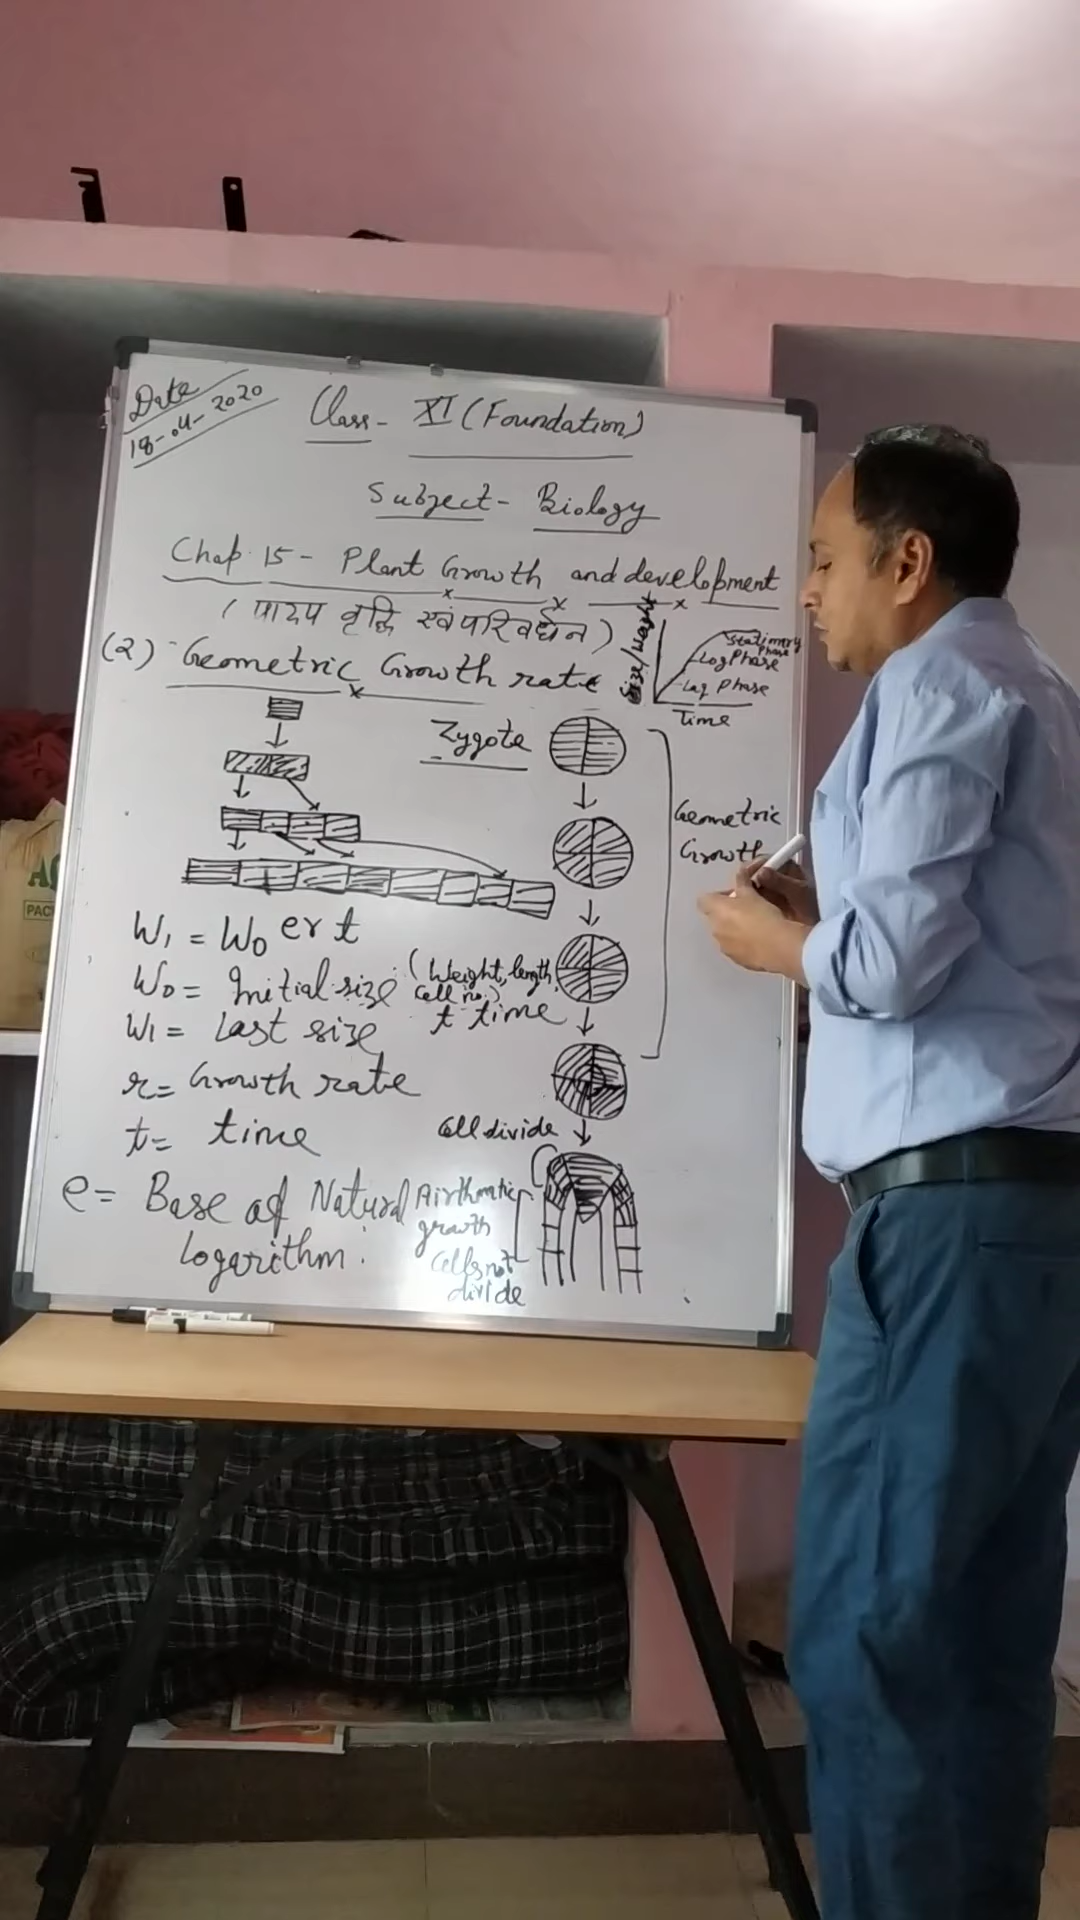 Date
18-04-2020
Class- XI (Foundation)
Subject- Biology
Chap. 15 - Plant Growth and development
( पादप वृद्धि एवं परिवर्धन )
(2) Geometric Growth rate
Size/Weight
Stationary
Phase
Log Phase
Lag Phase
Time
Zygote
Geometric
Growth
W1 = W0 ert
W0 = Initial size (Weight, length,
Cell no.)
W1 = Last size t time
r = Growth rate
t = time
Cell divide
e = Base of Natural
Logarithm.
Airthmatic
growth
Cells not
divide
PAC